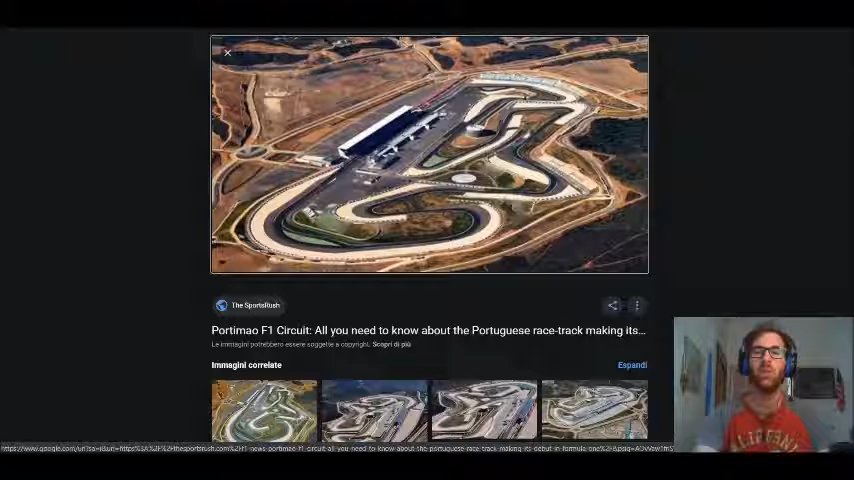 The SportsRush
Portimao F1 Circuit: All you need to know about the Portuguese race-track making its...
Le immagini potrebbero essere soggette a copyright. Scopri di più
Immagini correlate
Espandi